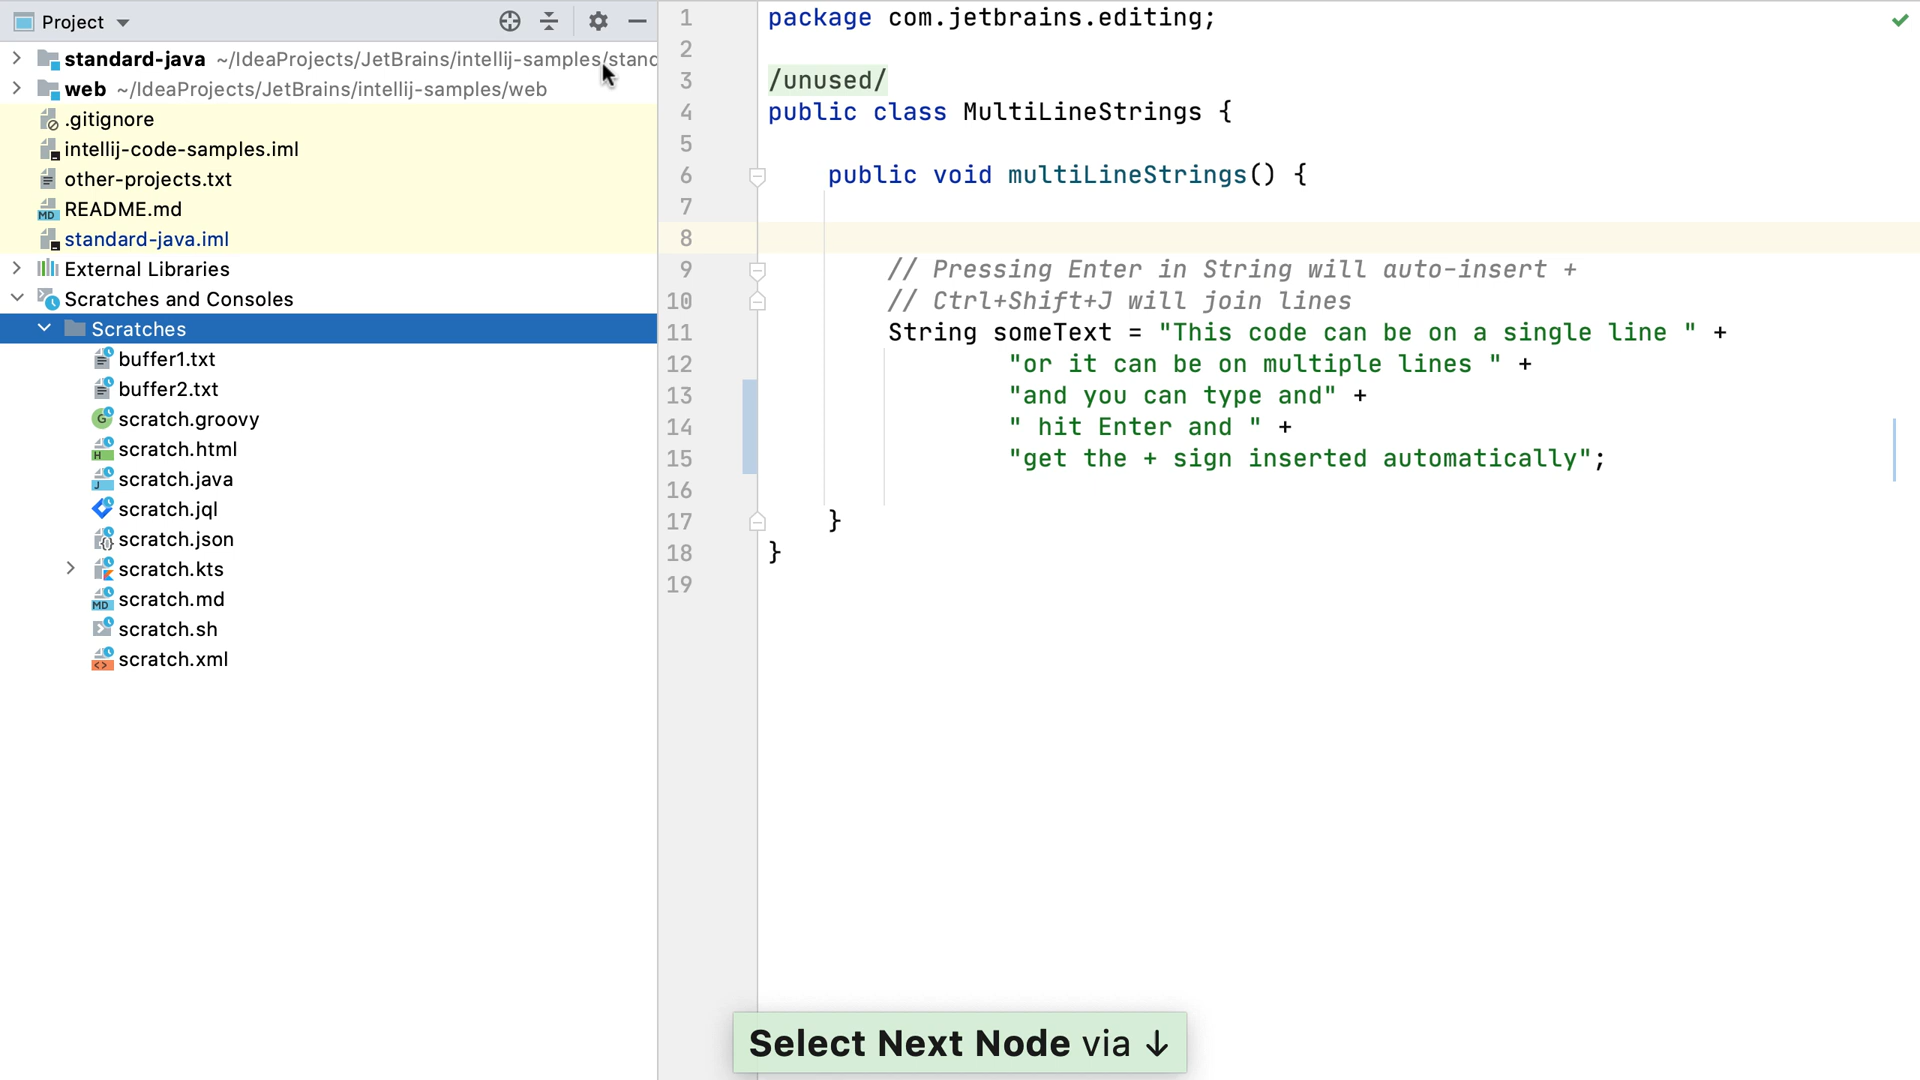 Project
standard-java ~/IdeaProjects/JetBrains/intellij-samples/stand
web ~/IdeaProjects/JetBrains/intellij-samples/web
.gitignore
intellij-code-samples.iml
other-projects.txt
README.md
standard-java.iml
External Libraries
Scratches and Consoles
Scratches
buffer1.txt
buffer2.txt
scratch.groovy
scratch.html
scratch.java
scratch.jql
scratch.json
scratch.kts
scratch.md
scratch.sh
scratch.xml
1 package com.jetbrains.editing;
2
3 /unused/
4 public class MultiLineStrings {
5
6 public void multiLineStrings() {
7
8
9 // Pressing Enter in String will auto-insert +
10 // Ctrl+Shift+J will join lines
11 String someText = "This code can be on a single line " +
12 "or it can be on multiple lines " +
13 "and you can type and" +
14 " hit Enter and " +
15 "get the + sign inserted automatically";
16
17 }
18 }
19
Select Next Node via ↓